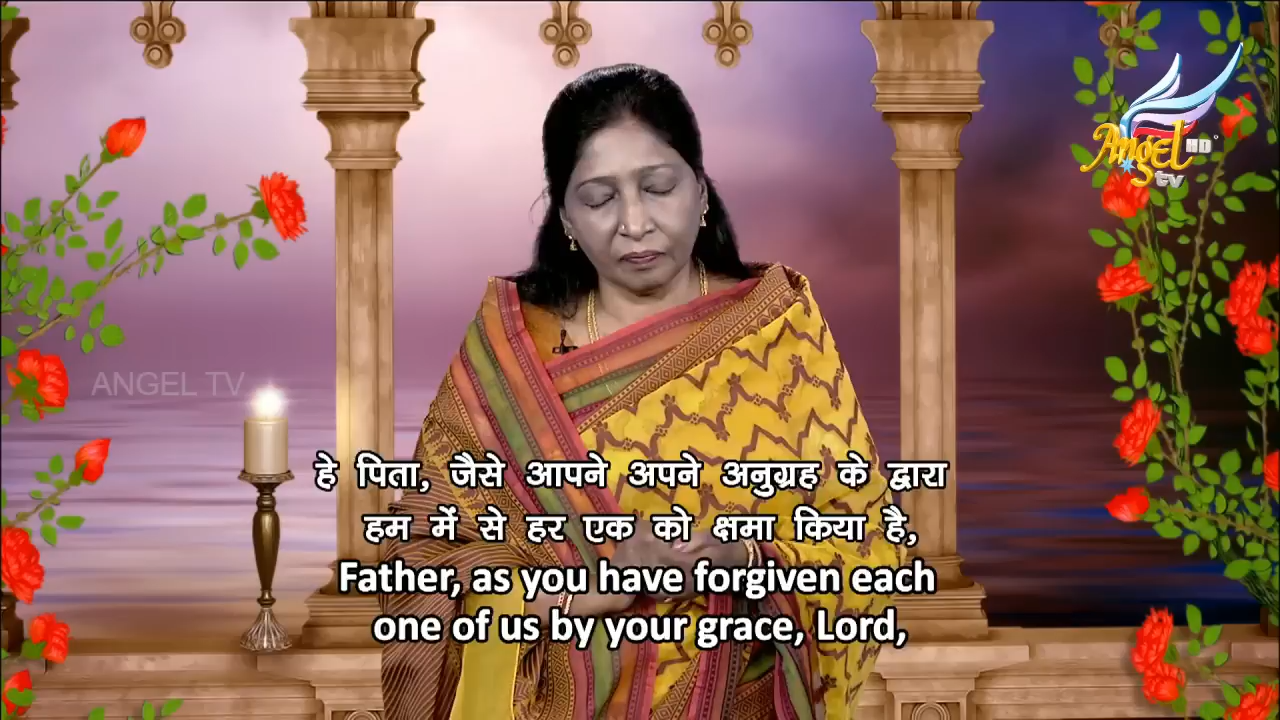 Angel HD
tv
ANGEL TV
हे पिता, जैसे आपने अपने अनुग्रह के द्वारा
हम में से हर एक को क्षमा किया है,
Father, as you have forgiven each
one of us by your grace, Lord,